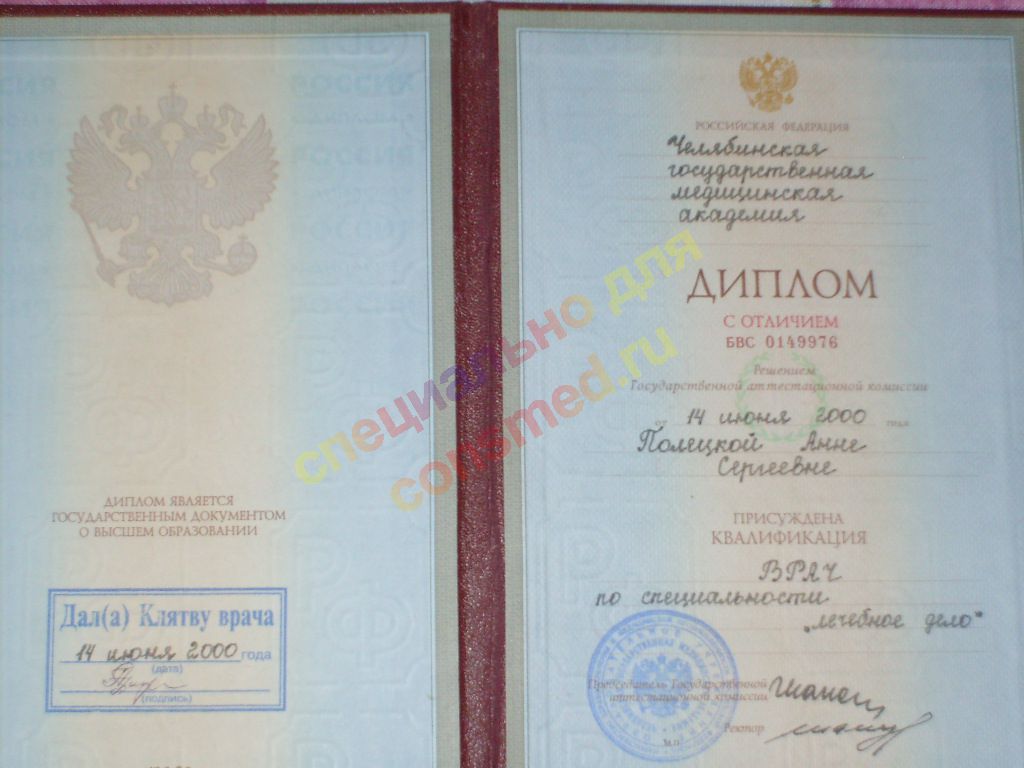 РОССИЯ
РОССИЯ
ДИПЛОМ ЯВЛЯЕТСЯ
ГОСУДАРСТВЕННЫМ ДОКУМЕНТОМ
О ВЫСШЕМ ОБРАЗОВАНИИ
Дал(а) Клятву врача
14 июня 2000 года
(дата)
(подпись)
РОССИЙСКАЯ ФЕДЕРАЦИЯ
Челябинская
государственная
медицинская
академия
ДИПЛОМ
С ОТЛИЧИЕМ
БВС 0149976
Решением
Государственной аттестационной комиссии
от 14 июня 2000 года
Полецкой Анне
Сергеевне
ПРИСУЖДЕНА
КВАЛИФИКАЦИЯ
ВРАЧ
по специальности
„лечебное дело"
Председатель Государственной
аттестационной комиссии
Ректор
специально для
consmed.ru